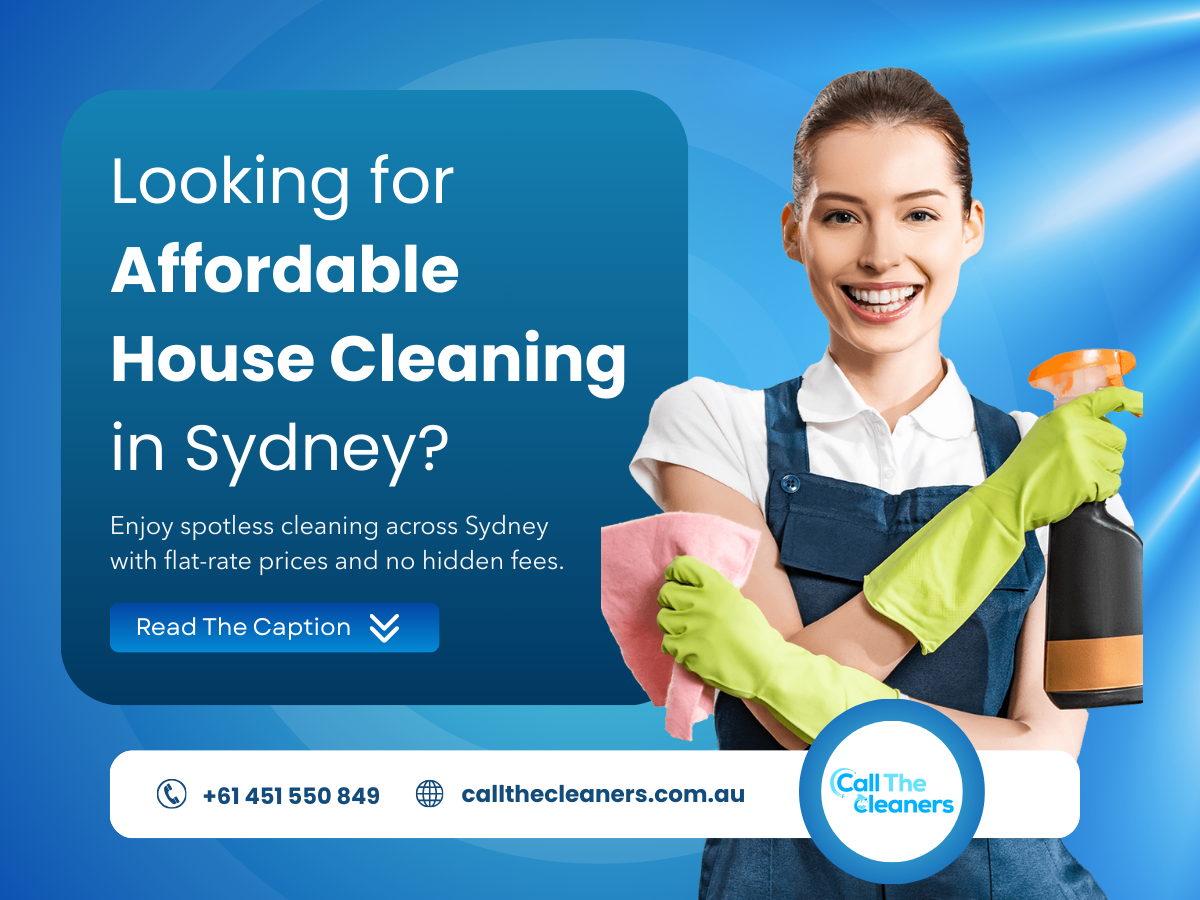 Looking for
Affordable
House Cleaning
in Sydney?
Enjoy spotless cleaning across Sydney
with flat-rate prices and no hidden fees.
Read The Caption
+61 451 550 849
callthecleaners.com.au
Call The
Cleaners